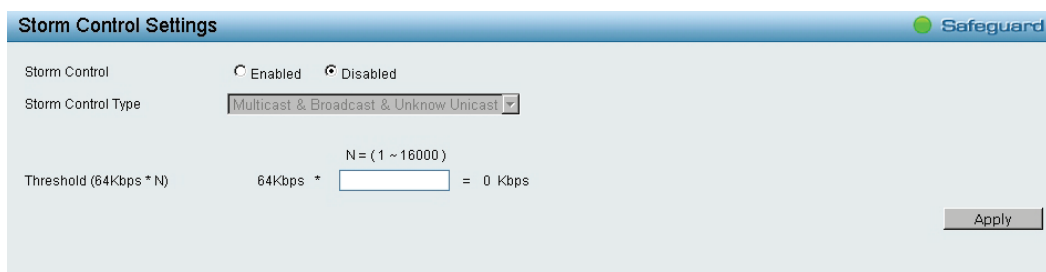 Storm Control Settings
Safeguard
Storm Control Enabled Disabled
Storm Control Type Multicast & Broadcast & Unknow Unicast
N = ( 1 ~ 16000 )
Threshold (64Kbps * N) 64Kbps * = 0 Kbps
Apply